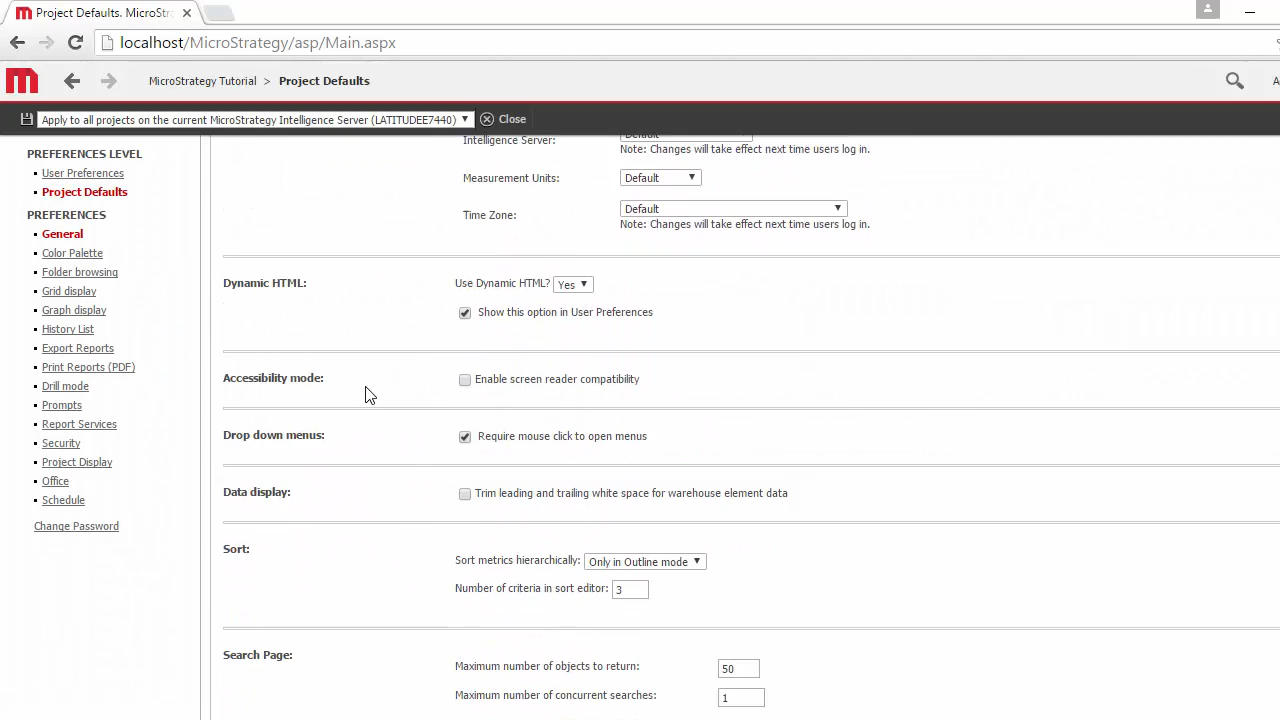 Project Defaults. MicroStra
localhost/MicroStrategy/asp/Main.aspx
MicroStrategy Tutorial > Project Defaults
Apply to all projects on the current MicroStrategy Intelligence Server (LATITUDEE7440) Close
PREFERENCES LEVEL
User Preferences
Project Defaults
PREFERENCES
General
Color Palette
Folder browsing
Grid display
Graph display
History List
Export Reports
Print Reports (PDF)
Drill mode
Prompts
Report Services
Security
Project Display
Office
Schedule
Change Password
Intelligence Server: Default
Note: Changes will take effect next time users log in.
Measurement Units: Default
Time Zone: Default
Note: Changes will take effect next time users log in.
Dynamic HTML: Use Dynamic HTML? Yes
Show this option in User Preferences
Accessibility mode: Enable screen reader compatibility
Drop down menus: Require mouse click to open menus
Data display: Trim leading and trailing white space for warehouse element data
Sort:
Sort metrics hierarchically: Only in Outline mode
Number of criteria in sort editor: 3
Search Page:
Maximum number of objects to return: 50
Maximum number of concurrent searches: 1